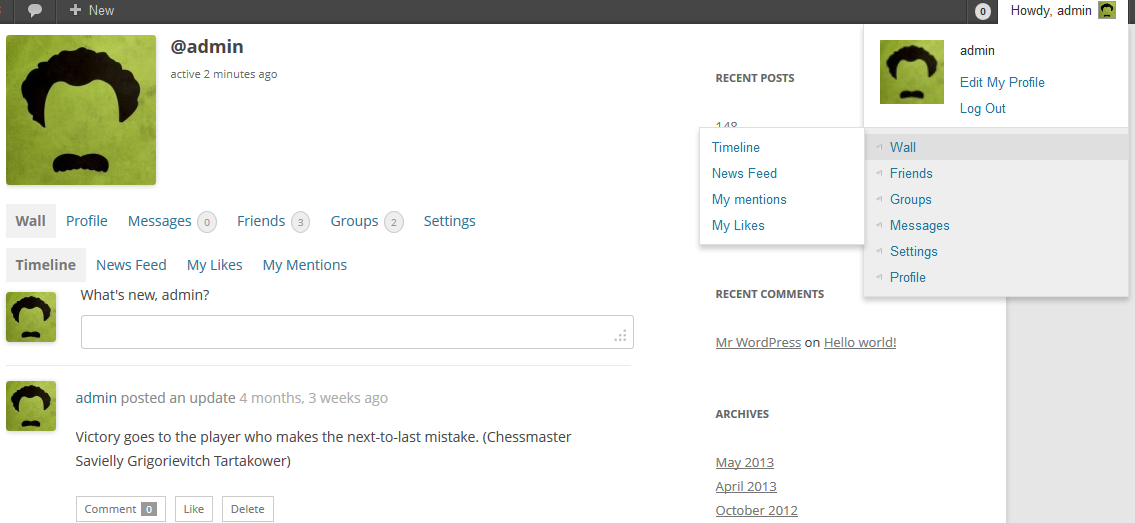 New
0
Howdy, admin
@admin
active 2 minutes ago
Wall
Profile
Messages 0
Friends 3
Groups 2
Settings
Timeline
News Feed
My Likes
My Mentions
What's new, admin?
admin posted an update 4 months, 3 weeks ago
Victory goes to the player who makes the next-to-last mistake. (Chessmaster
Savielly Grigorievitch Tartakower)
Comment 0
Like
Delete
RECENT POSTS
148
RECENT COMMENTS
Mr WordPress on Hello world!
ARCHIVES
May 2013
April 2013
October 2012
admin
Edit My Profile
Log Out
Wall
Friends
Groups
Messages
Settings
Profile
Timeline
News Feed
My mentions
My Likes